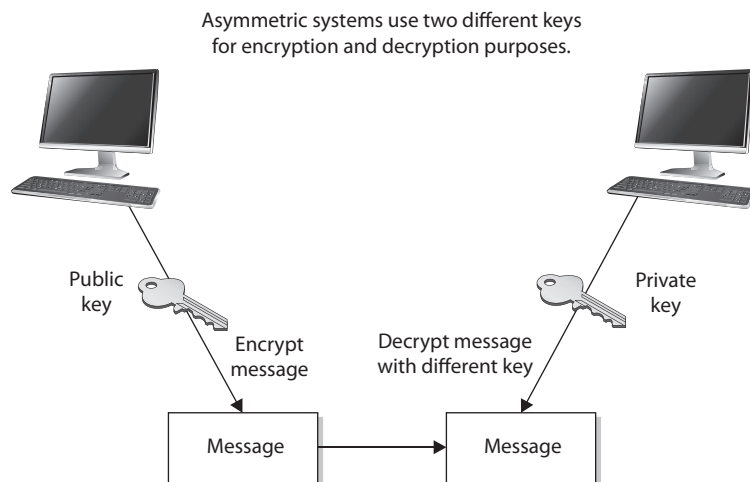 Asymmetric systems use two different keys
for encryption and decryption purposes.
Public
key
Private
key
Encrypt
message
Decrypt message
with different key
Message
Message